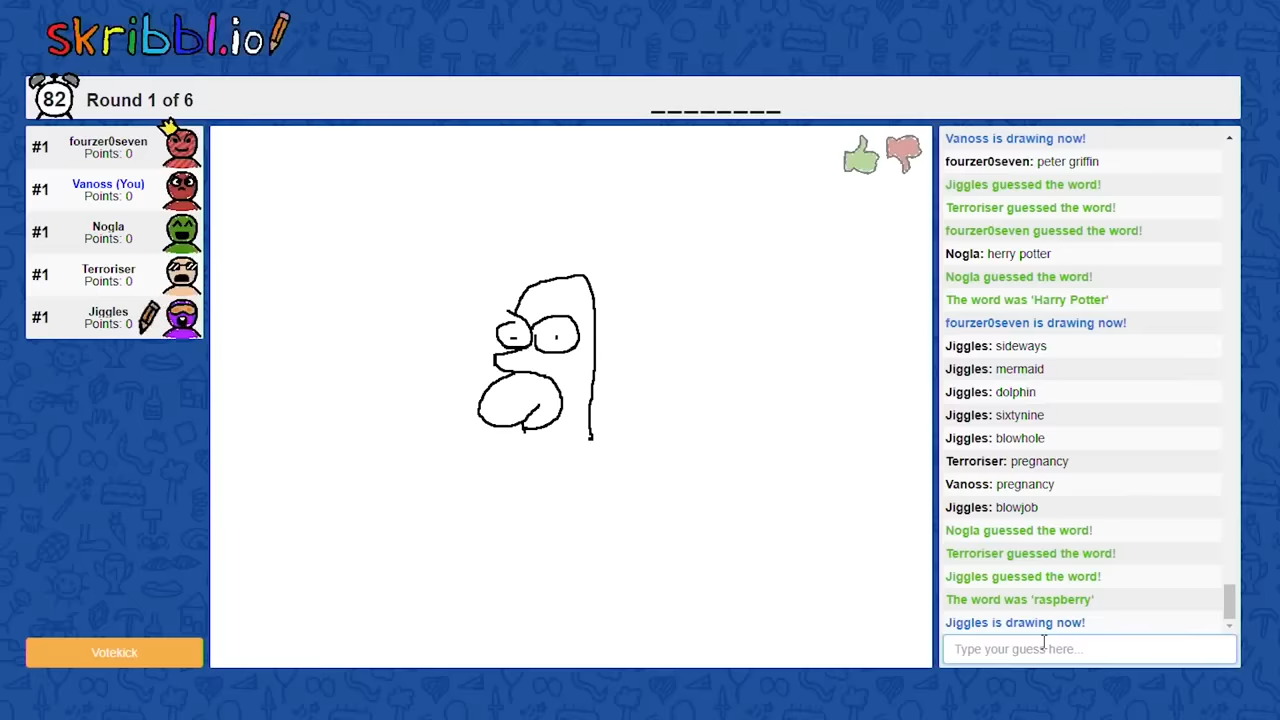 skribbl.io
82
Round 1 of 6
________
#1
fourzer0seven
Points: 0
#1
Vanoss (You)
Points: 0
#1
Nogla
Points: 0
#1
Terroriser
Points: 0
#1
Jiggles
Points: 0
Votekick
Vanoss is drawing now!
fourzer0seven: peter griffin
Jiggles guessed the word!
Terroriser guessed the word!
fourzer0seven guessed the word!
Nogla: herry potter
Nogla guessed the word!
The word was 'Harry Potter'
fourzer0seven is drawing now!
Jiggles: sideways
Jiggles: mermaid
Jiggles: dolphin
Jiggles: sixtynine
Jiggles: blowhole
Terroriser: pregnancy
Vanoss: pregnancy
Jiggles: blowjob
Nogla guessed the word!
Terroriser guessed the word!
Jiggles guessed the word!
The word was 'raspberry'
Jiggles is drawing now!
Type your guess here...